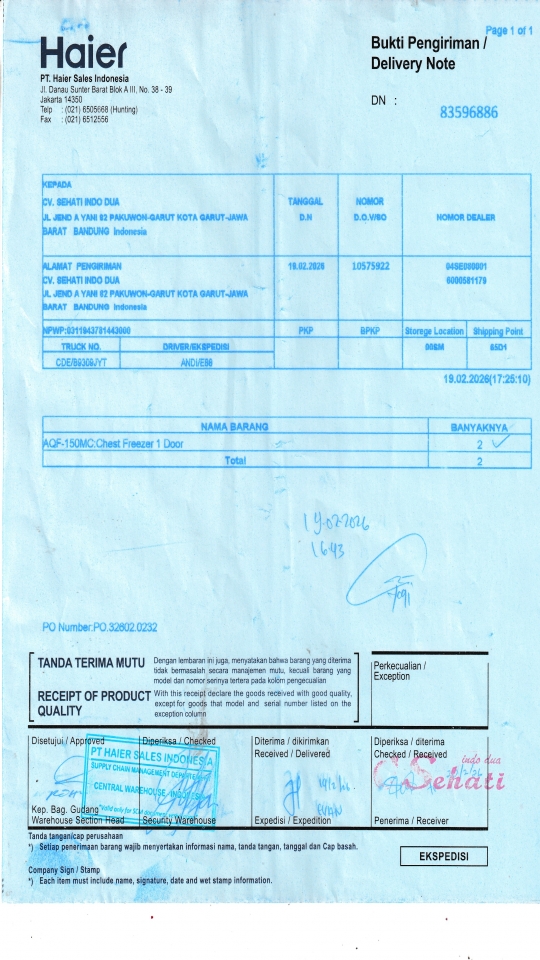 Page 1 of 1
Haier
Bukti Pengiriman /
Delivery Note
PT. Haier Sales Indonesia
Jl. Danau Sunter Barat Blok A III, No. 38 - 39
Jakarta 14350
Telp : (021) 6505668 (Hunting)
Fax : (021) 6512556
DN :
83596886
KEPADA
CV. SEHATI INDO DUA
JL JEND A YANI 82 PAKUWON-GARUT KOTA GARUT-JAWA
BARAT BANDUNG Indonesia
TANGGAL
D.N
NOMOR
D.O.V/SO
NOMOR DEALER
ALAMAT PENGIRIMAN
CV. SEHATI INDO DUA
JL JEND A YANI 82 PAKUWON-GARUT KOTA GARUT-JAWA
BARAT BANDUNG Indonesia
19.02.2026
10575922
6000581179
PKP
BPKP
Storege Location
Shipping Point
TRUCK NO.
DRIVER/EKSPEDISI
19.02.2026(17:25:10)
NAMA BARANG
BANYAKNYA
AQF-150MC:Chest Freezer 1 Door
2
Total
2
19-02-2026
1643
PO Number:PO.32602.0232
TANDA TERIMA MUTU
Dengan lembaran ini juga, menyatakan bahwa barang yang diterima
tidak bermasalah secara manajemen mutu, kecuali barang yang
model dan nomor serinya tertera pada kolom pengecualian
RECEIPT OF PRODUCT
QUALITY
With this receipt declare the goods received with good quality,
except for goods that model and serial number listed on the
exception column
Perkecualian /
Exception
Disetujui / Approved
Diperiksa / Checked
Diterima / dikirimkan
Received / Delivered
Diperiksa / diterima
Checked / Received
PT HAIER SALES INDONESIA
SUPPLY CHAIN MANAGEMENT DEPARTEMENT
CENTRAL WAREHOUSE
indo dua
Sehati
Kep. Bag. Gudang
Warehouse Section Head
Security Warehouse
Expedisi / Expedition
Penerima / Receiver
Tanda tangan/cap perusahaan
*) Setiap penerimaan barang wajib menyertakan informasi nama, tanda tangan, tanggal dan Cap basah.
EKSPEDISI
Company Sign / Stamp
*) Each item must include name, signature, date and wet stamp information.